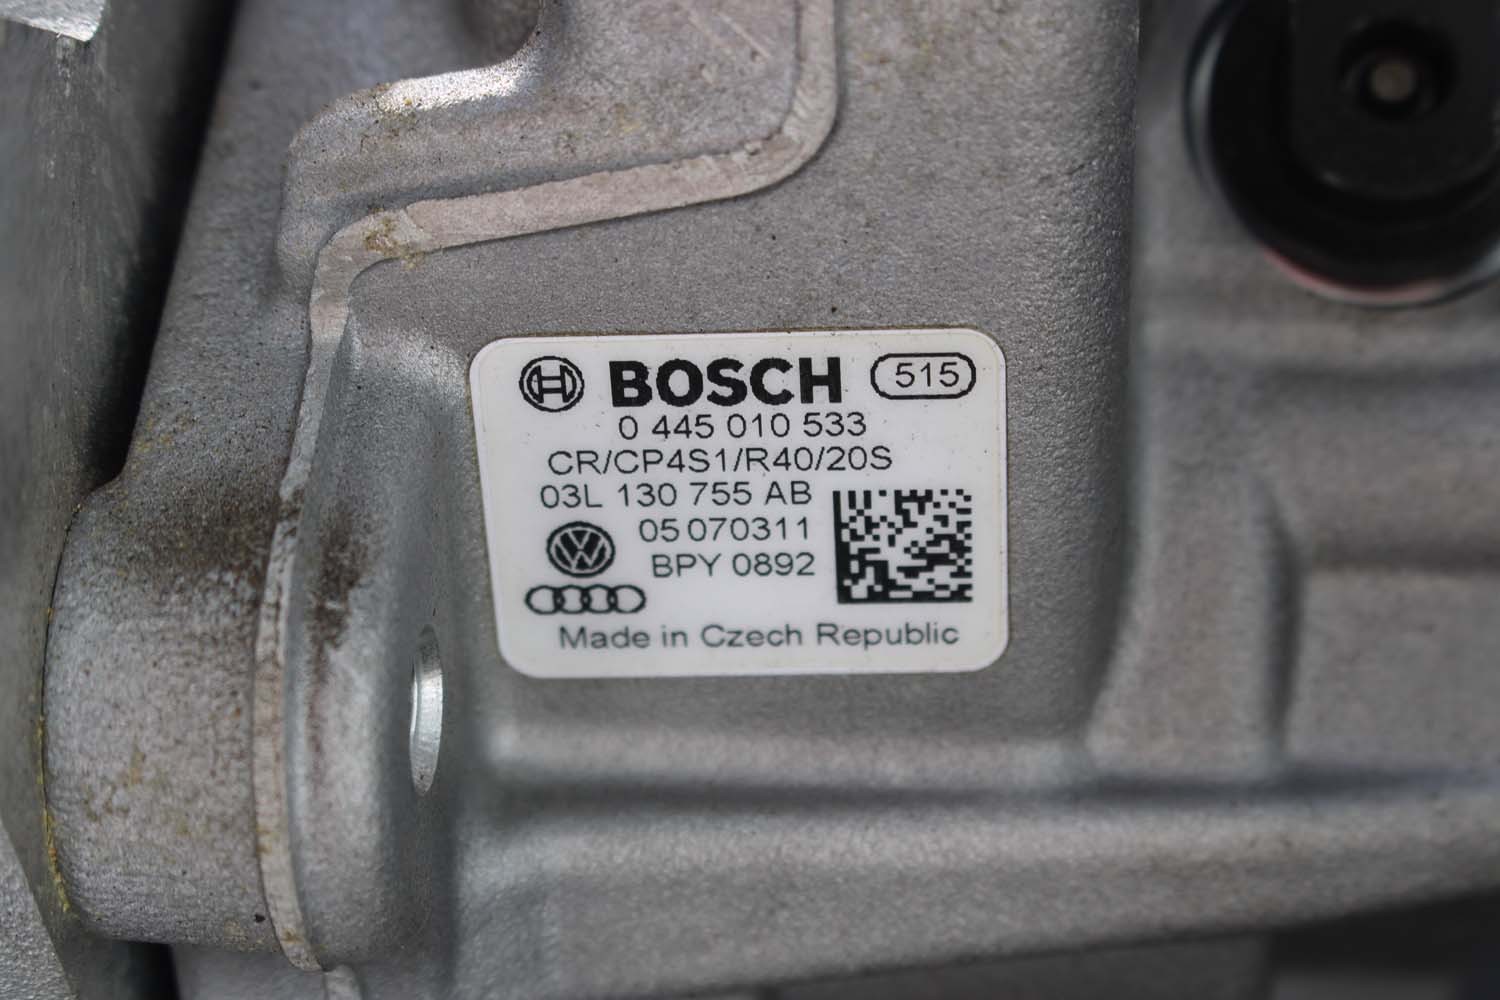 BOSCH 515
0 445 010 533
CR/CP4S1/R40/20S
03L 130 755 AB
05 070311
BPY 0892
Made in Czech Republic